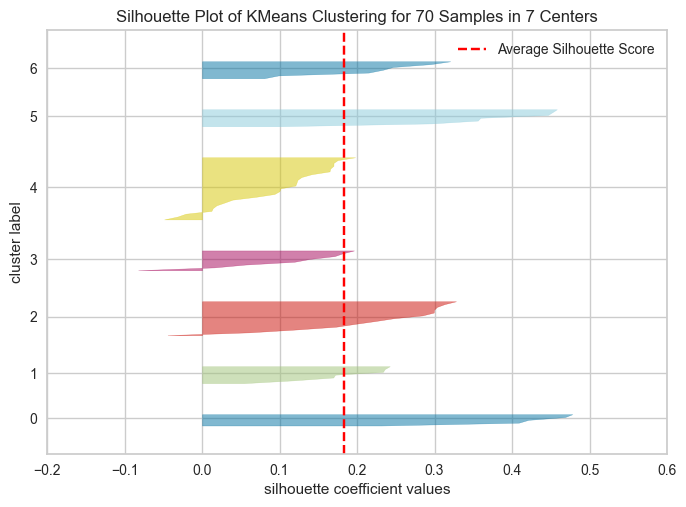 Silhouette Plot of KMeans Clustering for 70 Samples in 7 Centers
Average Silhouette Score
cluster label
6
5
4
3
2
1
0
-0.2 -0.1 0.0 0.1 0.2 0.3 0.4 0.5 0.6
silhouette coefficient values